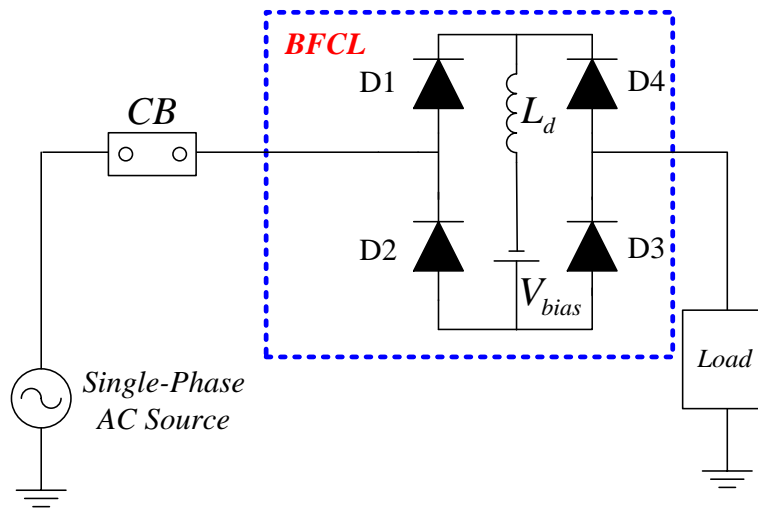 BFCL
D1
D4
CB
L_d
D2
D3
V_bias
Load
Single-Phase
AC Source